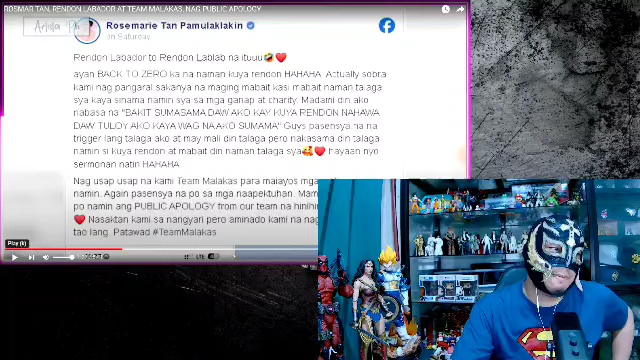 ROSMAR TAN, RENDON LABADOR AT TEAM MALAKAS, NAG PUBLIC APOLOGY
Artista Ph
Rosemarie Tan Pamulaklakin
on Saturday
Rendon Labador to Rendon Lablab na ituuu🤣❤️
ayan BACK TO ZERO ka na naman kuya rendon HAHAHA Actually sobra
kami nag pangaral sakanya na maging mabait kasi mabait naman talaga
sya kaya sinama namin sya sa mga ganap at charity. Madami din ako
nabasa na "BAKIT SUMASAMA DAW AKO KAY KUYA RENDON NAHAWA
DAW TULOY AKO KAYA WAG NA AKO SUMAMA" Guys pasensya na na
trigger lang talaga ako at may mali din talaga pero nakasama din talaga
namin si kuya rendon at mabait din naman talaga sya🥰❤️ hayaan niyo
sermonan natin HAHAHA
Nag usap usap na kami Team Malakas para malayos mga
namin. Again pasensya na po sa mga naapektuhan. Mam
po namin ang PUBLIC APOLOGY from our team na hinihin
❤️ Nasaktan kami sa nangyari pero aminado kami na nag
tao lang. Patawad #TeamMalakas
Play (k)